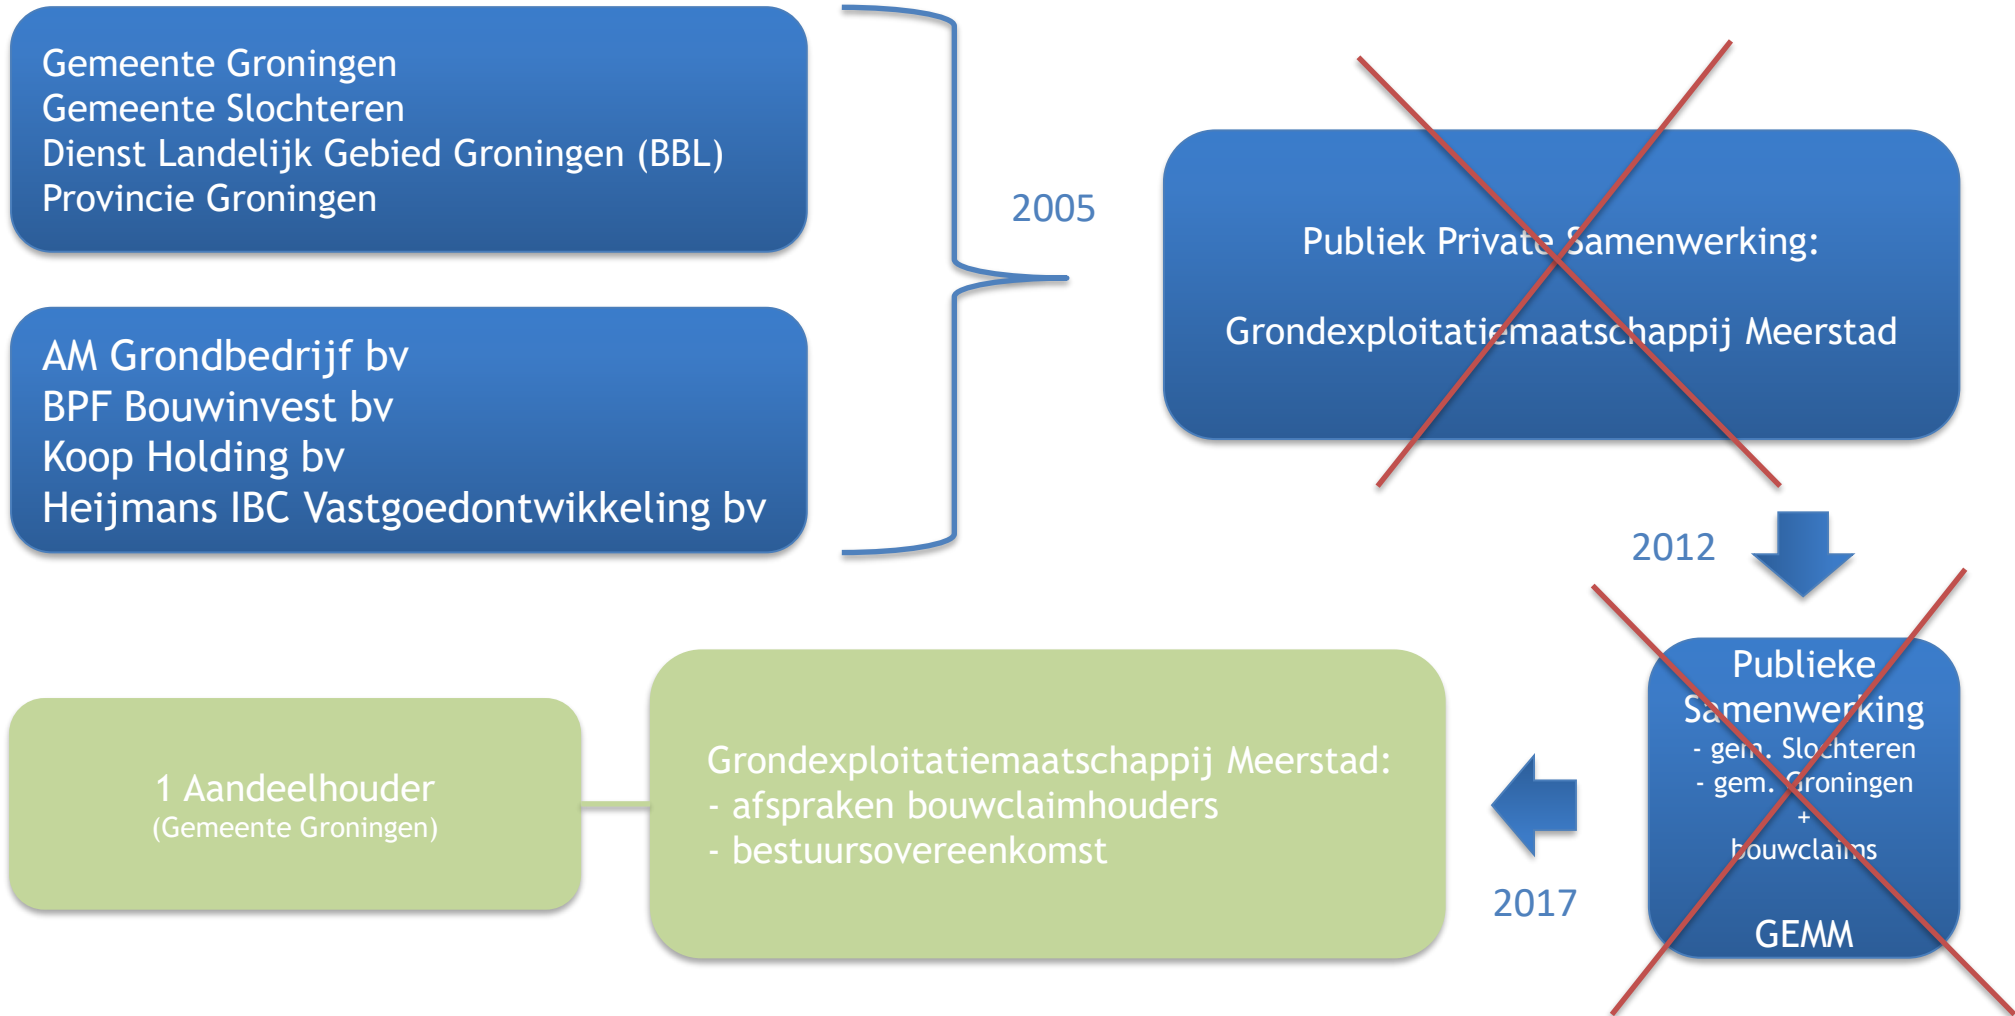 Gemeente Groningen
Gemeente Slochteren
Dienst Landelijk Gebied Groningen (BBL)
Provincie Groningen
AM Grondbedrijf bv
BPF Bouwinvest bv
Koop Holding bv
Heijmans IBC Vastgoedontwikkeling bv
2005
Publiek Private Samenwerking:
Grondexploitatiemaatschappij Meerstad
2012
Publieke
Samenwerking
- gem. Slochteren
- gem. Groningen
+
bouwclaims
GEMM
2017
Grondexploitatiemaatschappij Meerstad:
- afspraken bouwclaimhouders
- bestuursovereenkomst
1 Aandeelhouder
(Gemeente Groningen)